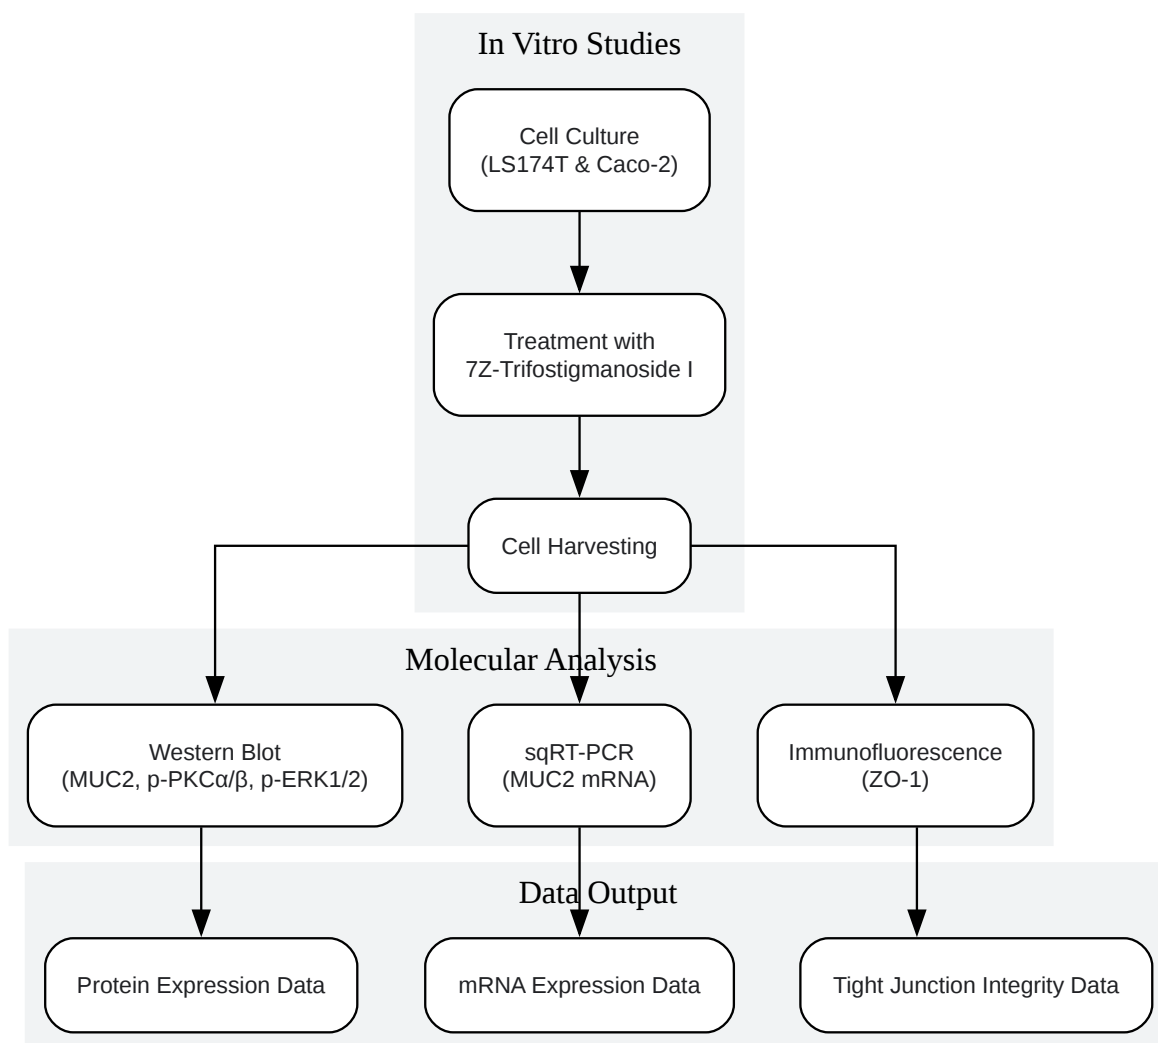 In Vitro Studies
Cell Culture
(LS174T & Caco-2)
Treatment with
7Z-Trifostigmanoside I
Cell Harvesting
Molecular Analysis
Western Blot
(MUC2, p-PKCα/β, p-ERK1/2)
sqRT-PCR
(MUC2 mRNA)
Immunofluorescence
(ZO-1)
Data Output
Protein Expression Data
mRNA Expression Data
Tight Junction Integrity Data